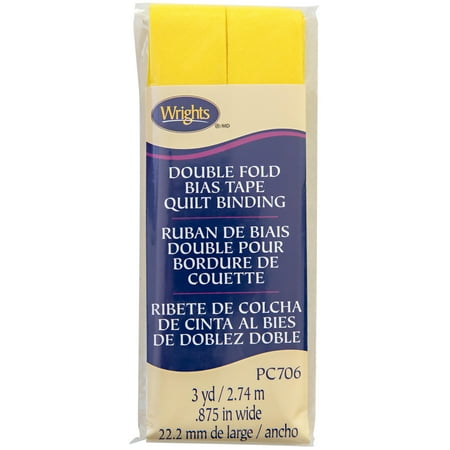 Wrights
®/MD
DOUBLE FOLD
BIAS TAPE
QUILT BINDING
RUBAN DE BIAIS
DOUBLE POUR
BORDURE DE
COUETTE
RIBETE DE COLCHA
DE CINTA AL BIES
DE DOBLEZ DOBLE
PC706
3 yd / 2.74 m
.875 in wide
22.2 mm de large / ancho